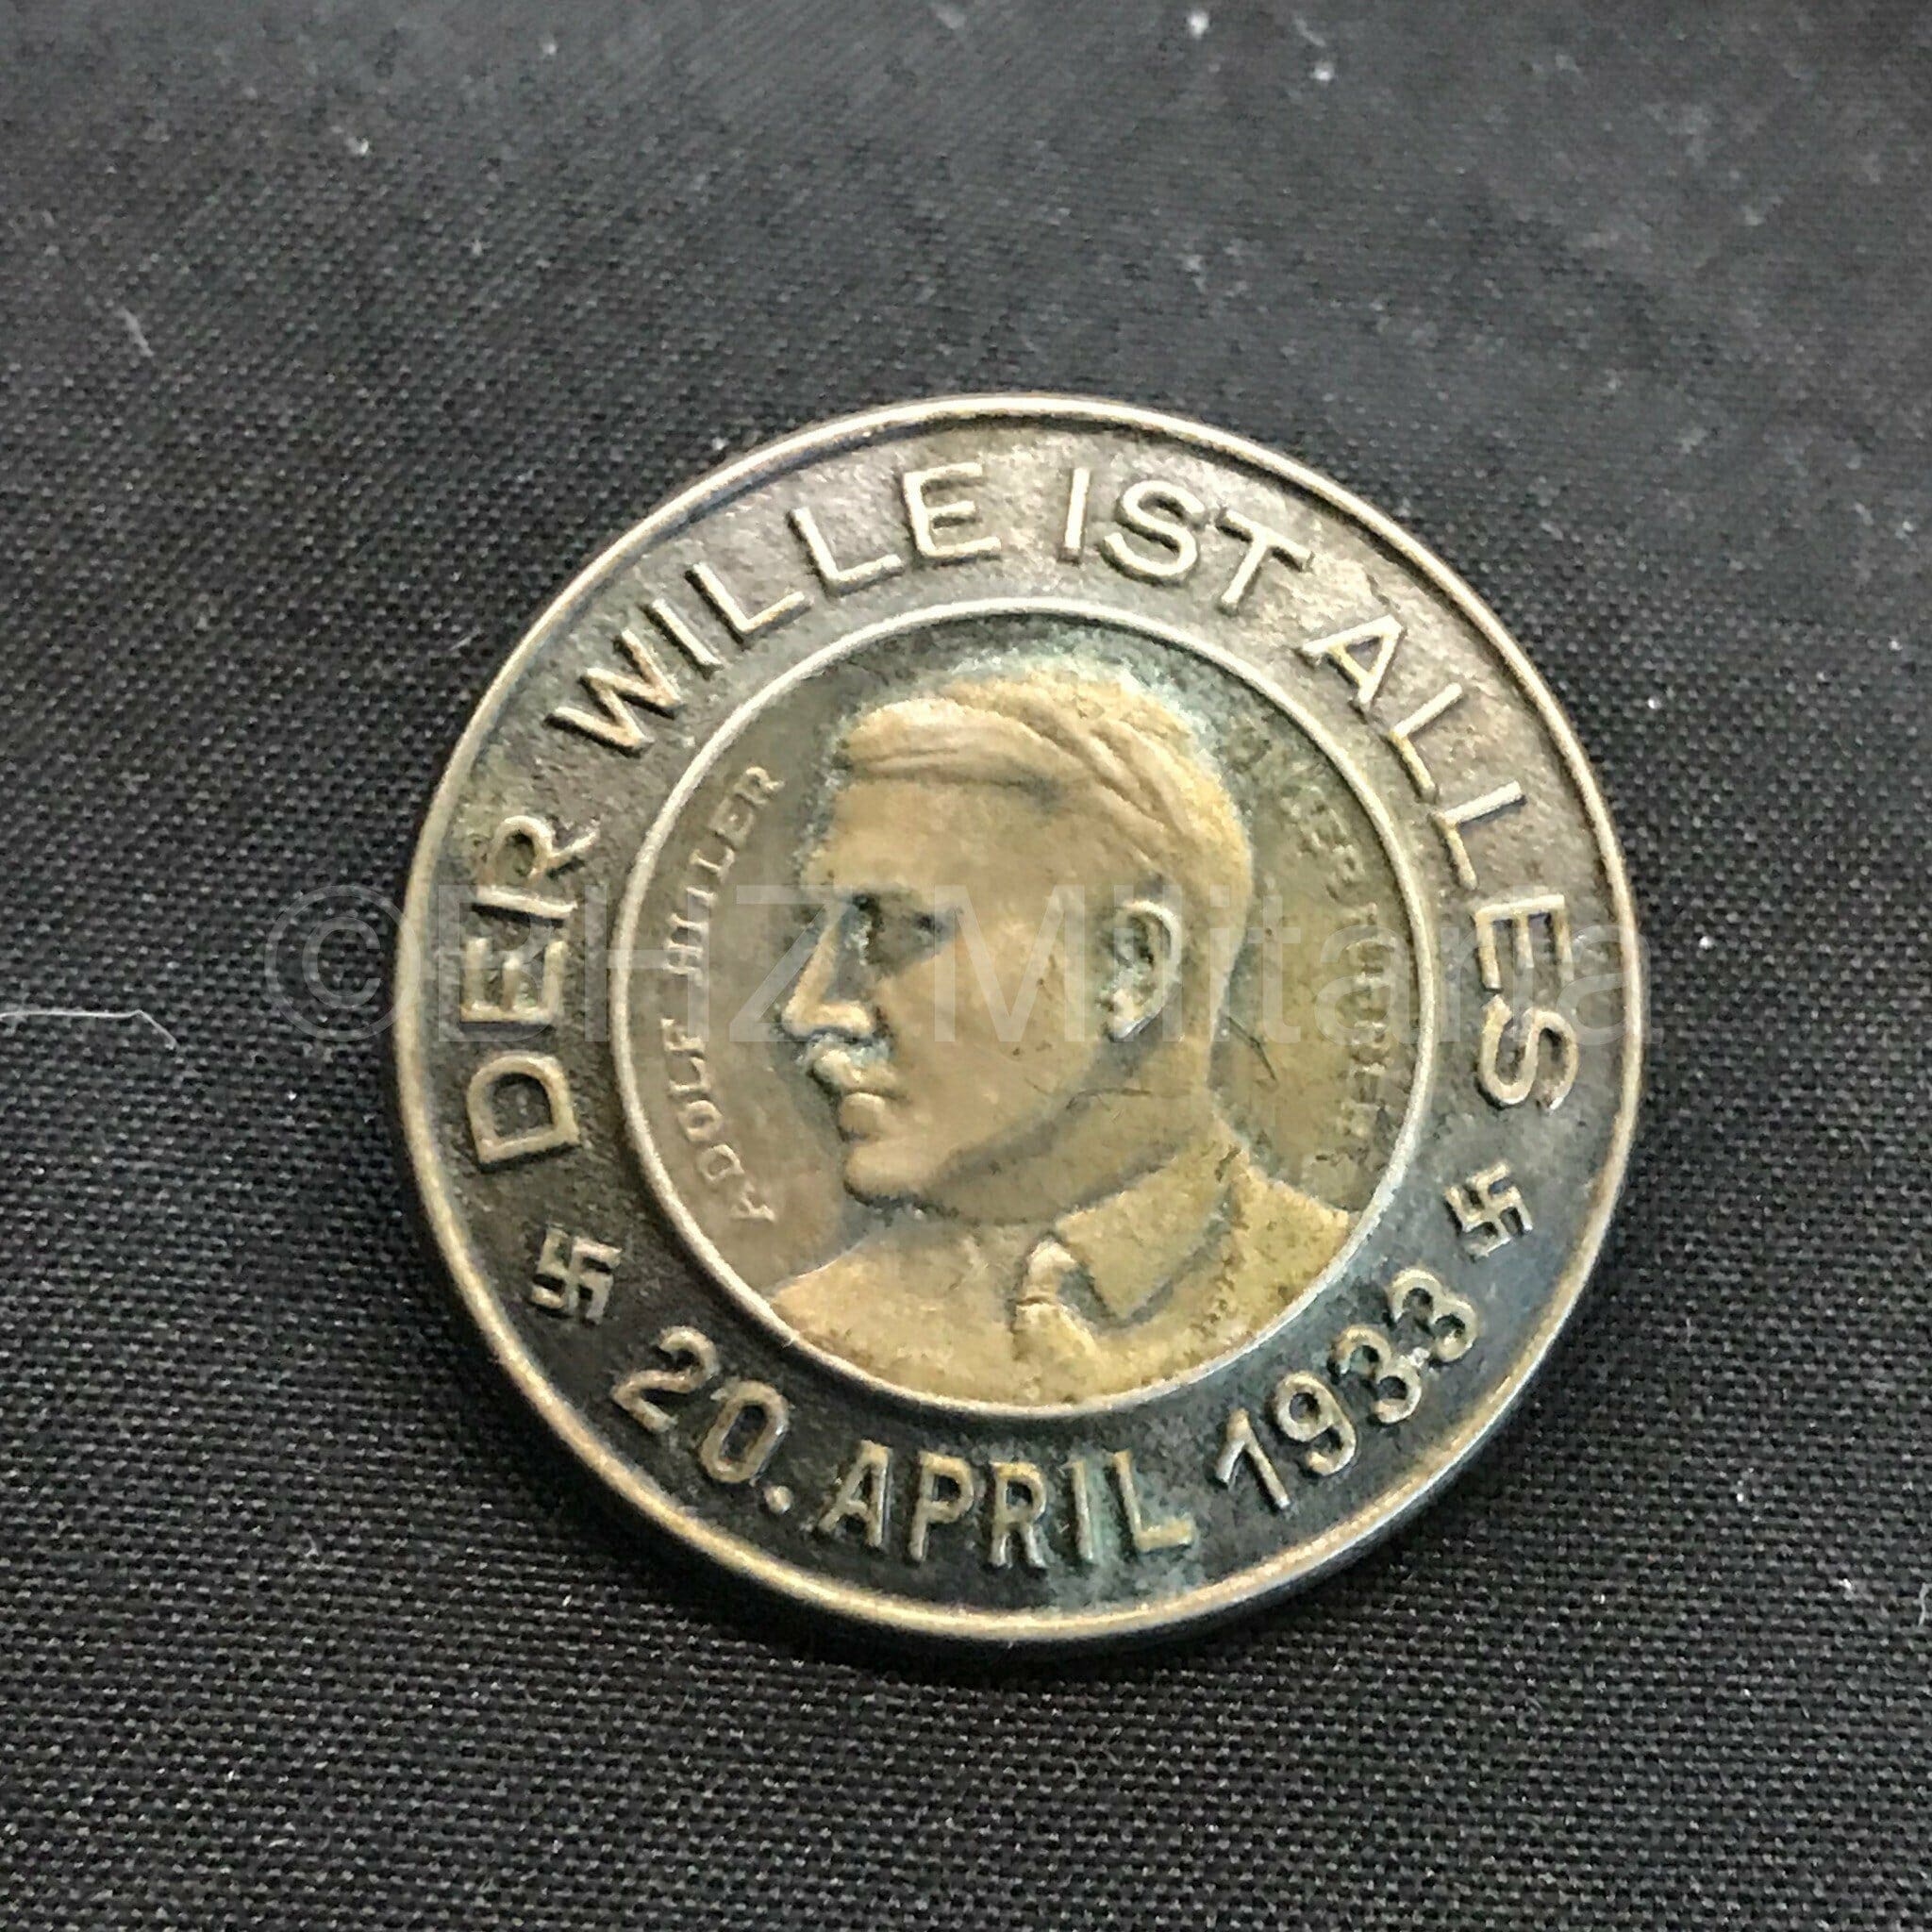 DER WILLE IST ALLES
ADOLF HITLER
20. APRIL 1933
©BHZ Militaria